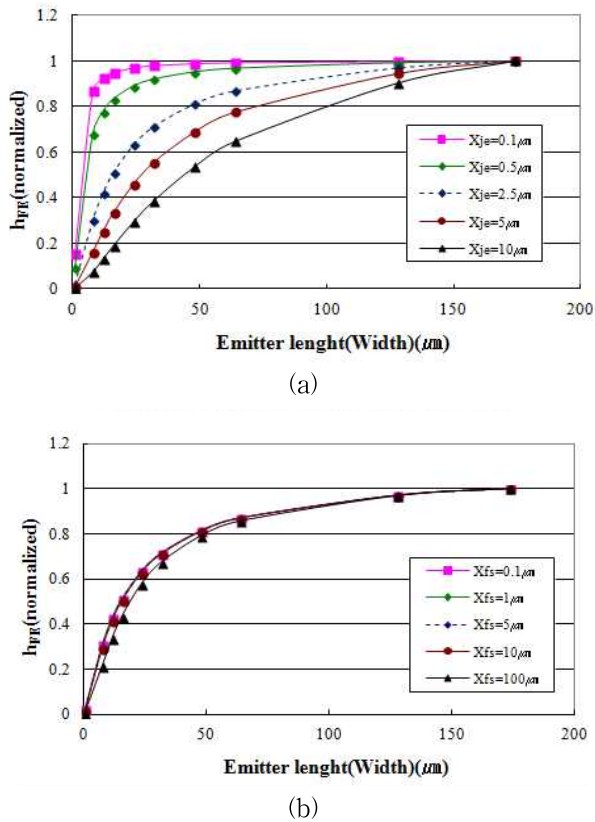 1.2
1
0.8
0.6
0.4
0.2
0
hFE(normalized)
Xje=0.1㎛
Xje=0.5㎛
Xje=2.5㎛
Xje=5㎛
Xje=10㎛
0 50 100 150 200
Emitter lenght(Width)(㎛)
(a)
1.2
1
0.8
0.6
0.4
0.2
0
hFE(normalized)
Xfs=0.1㎛
Xfs=1㎛
Xfs=5㎛
Xfs=10㎛
Xfs=100㎛
0 50 100 150 200
Emitter lenght(Width)(㎛)
(b)